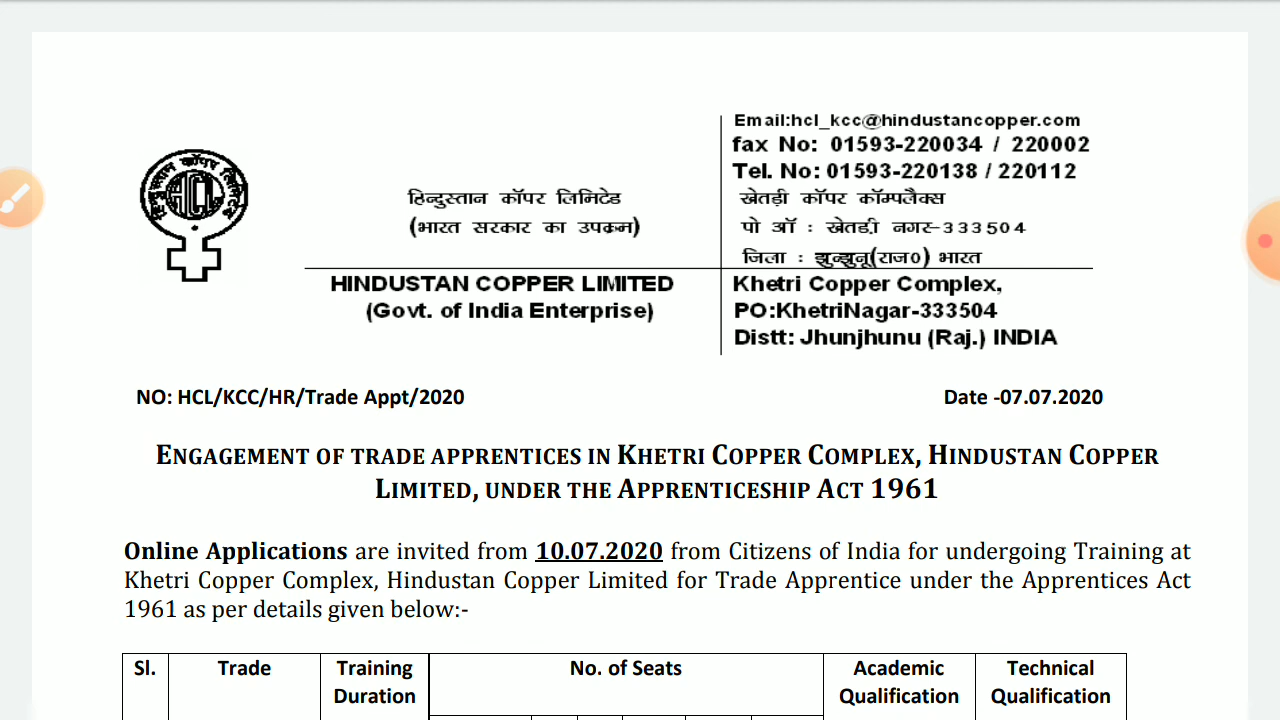 Email:hcl_kcc@hindustancopper.com
fax No: 01593-220034 / 220002
Tel. No: 01593-220138 / 220112
हिन्दुस्तान कॉपर लिमिटेड
(भारत सरकार का उपक्रम)
खेतड़ी कॉपर कॉम्पलैक्स
पो ऑ : खेतड़ी नगर–333504
जिला : झुन्झुनू(राज0) भारत
HINDUSTAN COPPER LIMITED
(Govt. of India Enterprise)
Khetri Copper Complex,
PO:KhetriNagar-333504
Distt: Jhunjhunu (Raj.) INDIA
हिन्दुस्तान कॉपर लिमिटेड
HCL
NO: HCL/KCC/HR/Trade Appt/2020 Date -07.07.2020
ENGAGEMENT OF TRADE APPRENTICES IN KHETRI COPPER COMPLEX, HINDUSTAN COPPER
LIMITED, UNDER THE APPRENTICESHIP ACT 1961
Online Applications are invited from 10.07.2020 from Citizens of India for undergoing Training at
Khetri Copper Complex, Hindustan Copper Limited for Trade Apprentice under the Apprentices Act
1961 as per details given below:-
Sl. Trade Training No. of Seats Academic Technical
Duration Qualification Qualification